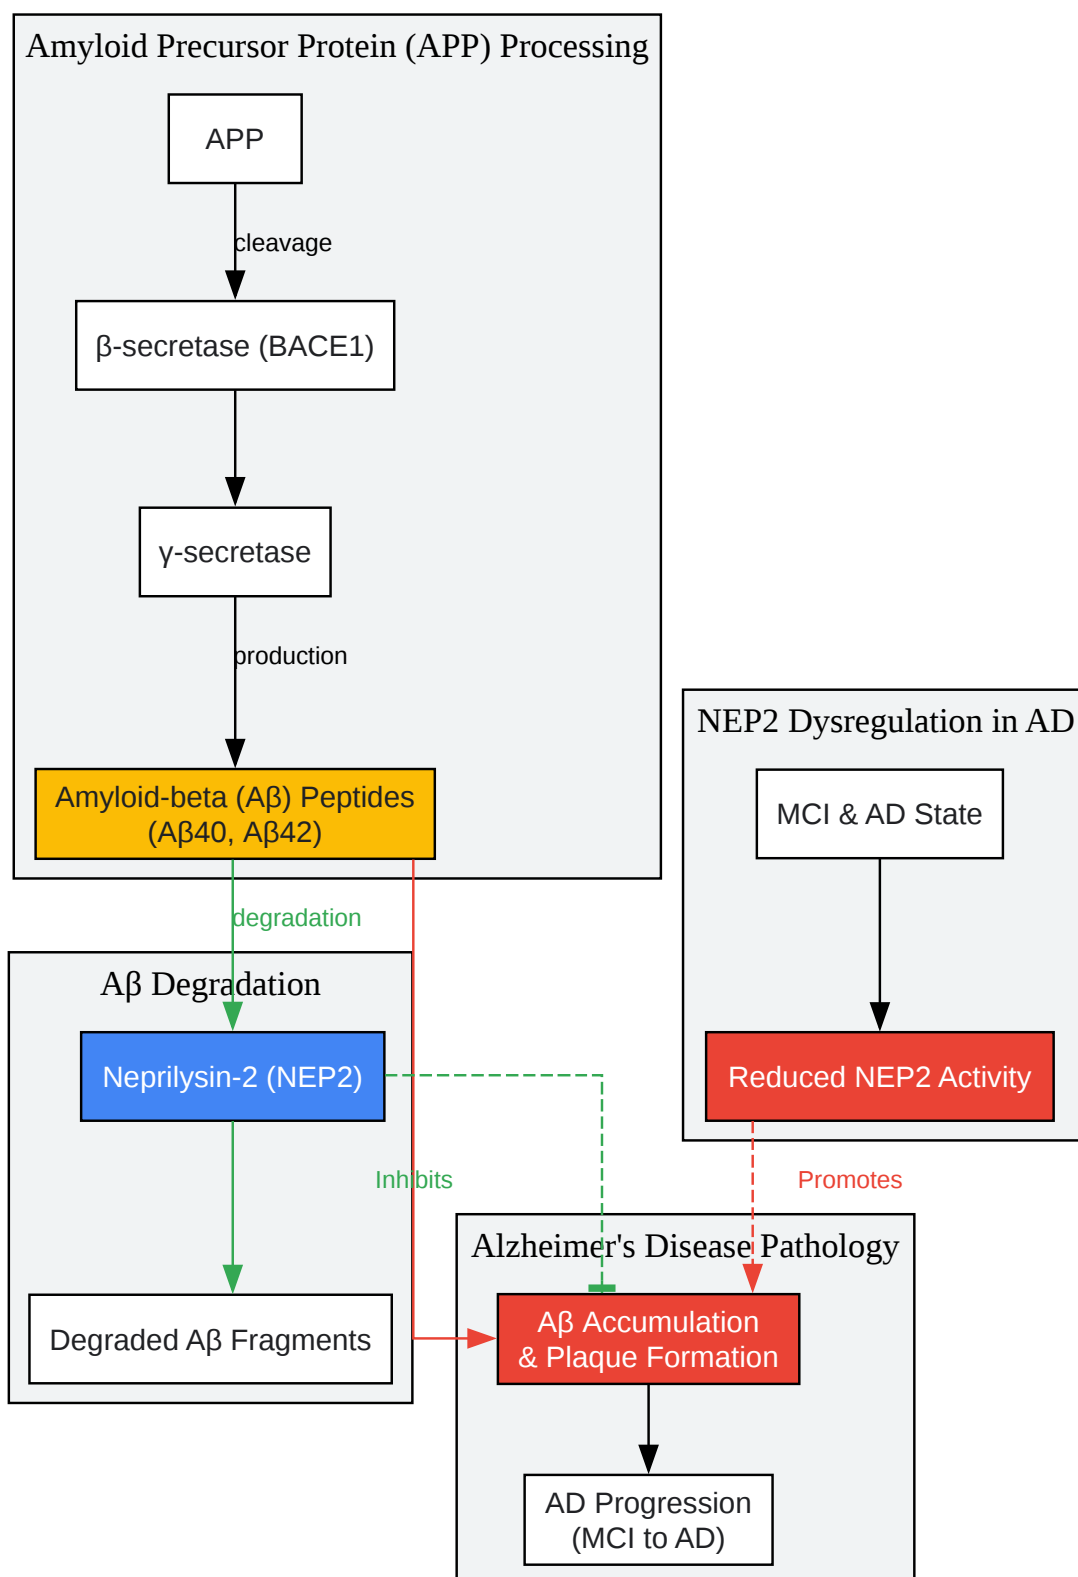 Amyloid Precursor Protein (APP) Processing
APP
cleavage
β-secretase (BACE1)
γ-secretase
production
Amyloid-beta (Aβ) Peptides
(Aβ40, Aβ42)
degradation
Aβ Degradation
Neprilysin-2 (NEP2)
Inhibits
Degraded Aβ Fragments
NEP2 Dysregulation in AD
MCI & AD State
Reduced NEP2 Activity
Promotes
Alzheimer's Disease Pathology
Aβ Accumulation
& Plaque Formation
AD Progression
(MCI to AD)